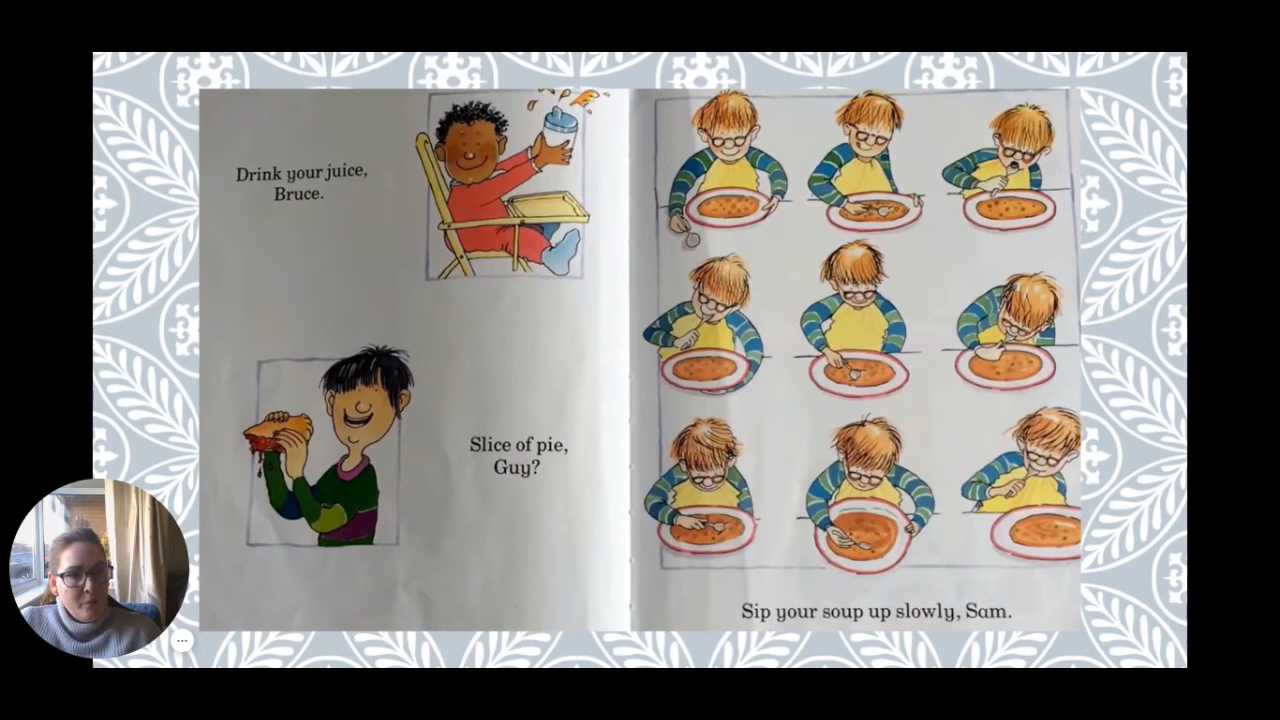 Drink your juice,
Bruce.
Slice of pie,
Guy?
Sip your soup up slowly, Sam.